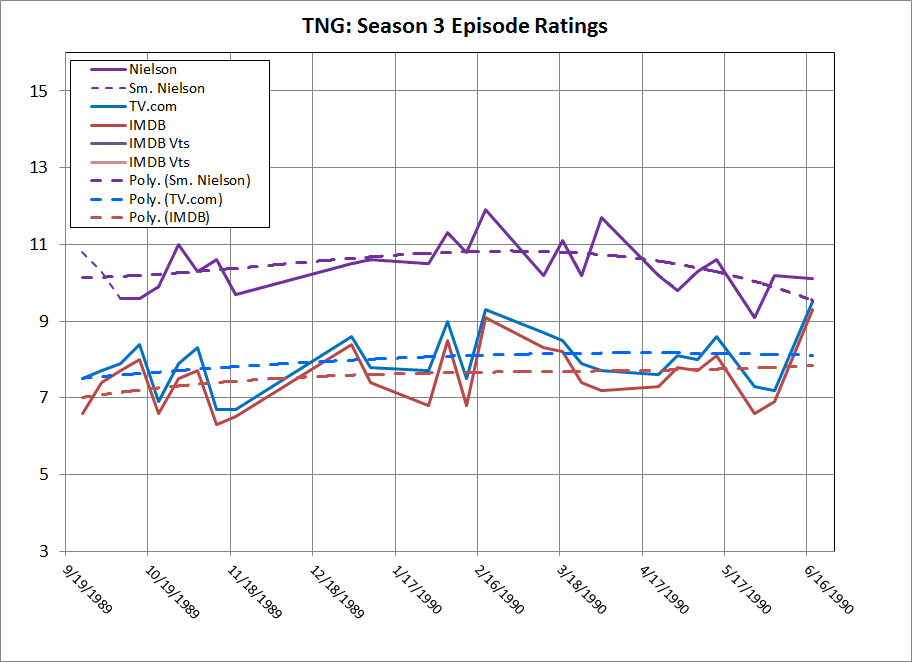 TNG: Season 3 Episode Ratings
Nielson
Sm. Nielson
TV.com
IMDB
IMDB Vts
IMDB Vts
Poly. (Sm. Nielson)
Poly. (TV.com)
Poly. (IMDB)
15
13
11
9
7
5
3
9/19/1989
10/19/1989
11/18/1989
12/18/1989
1/17/1990
2/16/1990
3/18/1990
4/17/1990
5/17/1990
6/16/1990